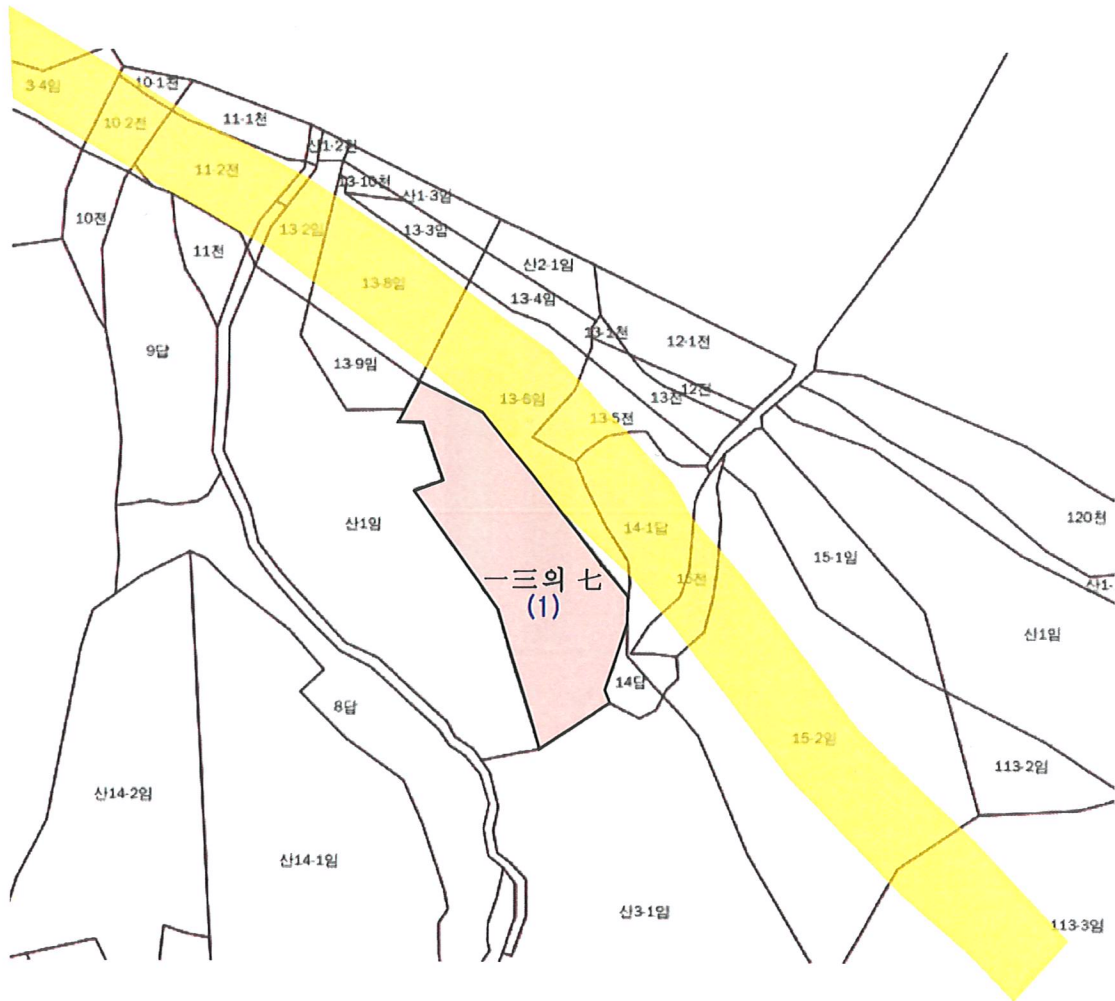 3-4임
10-1전
10-2전
11-1천
11-2전
산1-2천
13-10천
산1-3임
10전
11전
13-2임
13-3임
13-8임
산2-1임
13-4임
13-1천
12-1전
9답
13-9임
13-6임
13-5전
13전
12전
산1임
14-1답
15전
15-1임
120천
산1-
一三의 七
(1)
산1임
14답
8답
15-2임
113-2임
산14-2임
산14-1임
산3-1임
113-3임